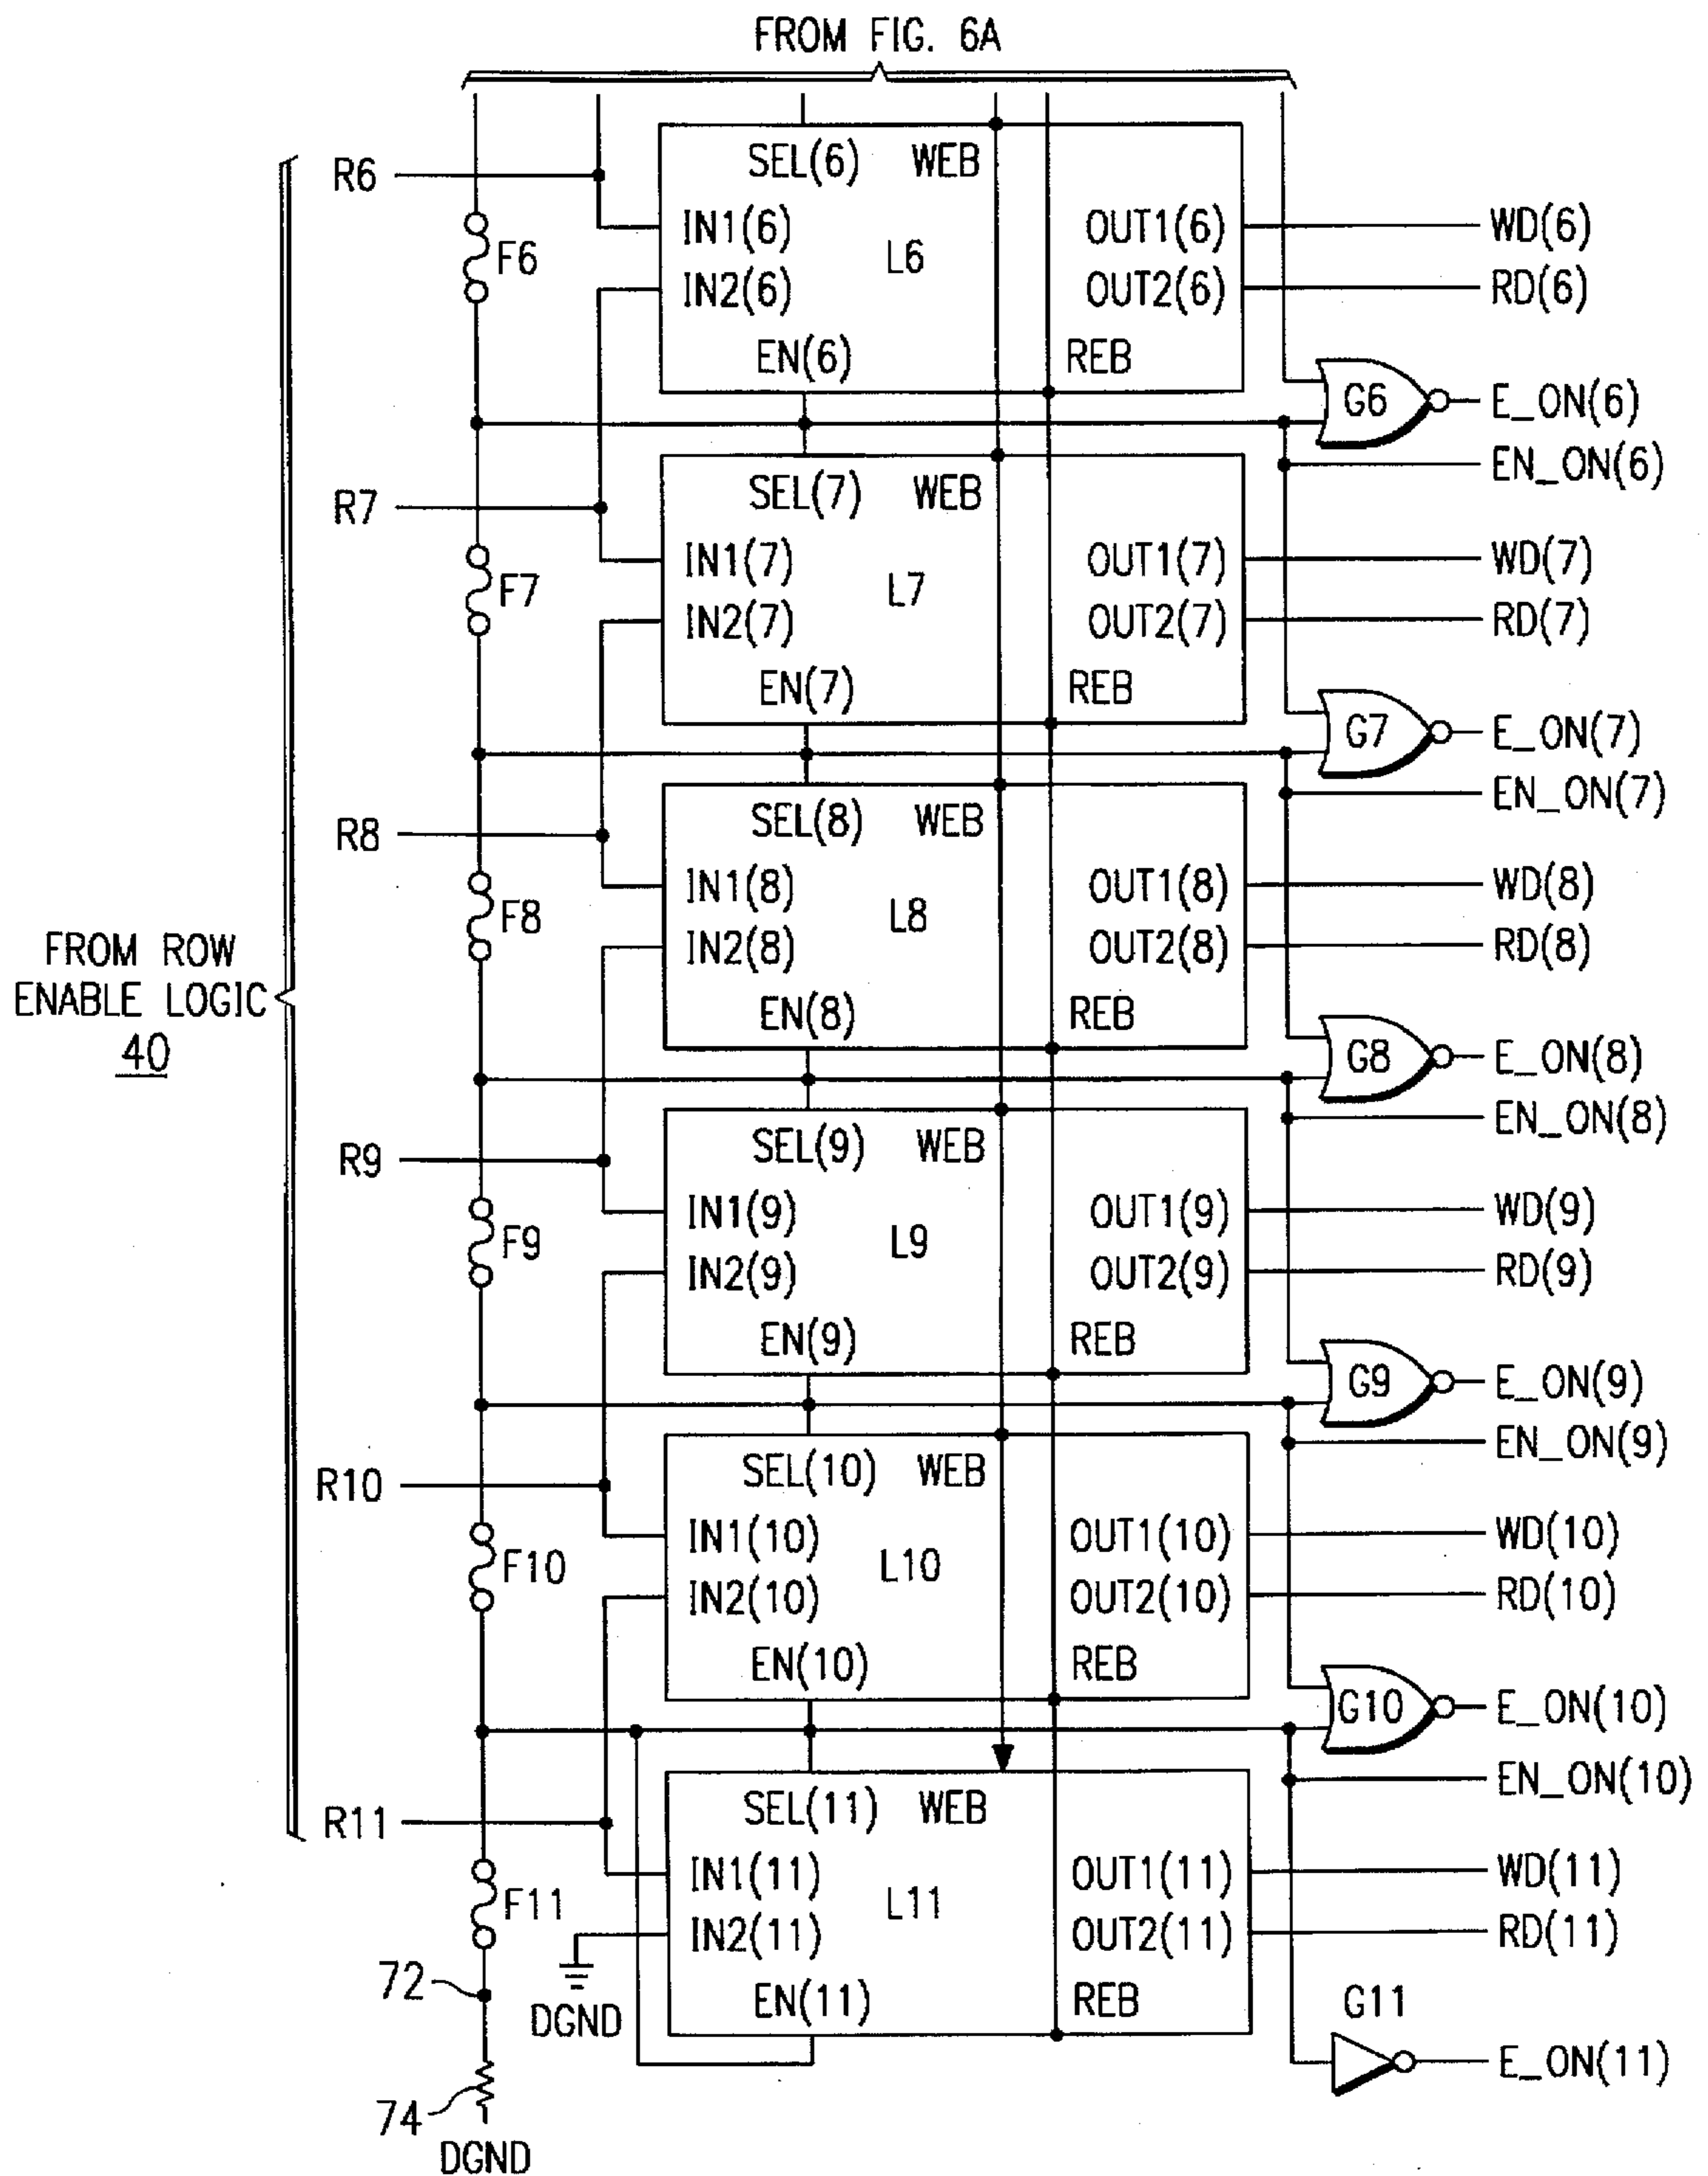 FROM FIG. 6A
R6
SEL(6) WEB
F6
IN1(6) L6 OUT1(6)
WD(6)
IN2(6) OUT2(6)
RD(6)
EN(6) REB
G6
E_ON(6)
EN_ON(6)
R7
SEL(7) WEB
F7
IN1(7) L7 OUT1(7)
WD(7)
IN2(7) OUT2(7)
RD(7)
EN(7) REB
G7
E_ON(7)
EN_ON(7)
R8
SEL(8) WEB
F8
IN1(8) L8 OUT1(8)
WD(8)
IN2(8) OUT2(8)
RD(8)
FROM ROW
ENABLE LOGIC
40
EN(8) REB
G8
E_ON(8)
EN_ON(8)
R9
SEL(9) WEB
F9
IN1(9) L9 OUT1(9)
WD(9)
IN2(9) OUT2(9)
RD(9)
EN(9) REB
G9
E_ON(9)
EN_ON(9)
R10
SEL(10) WEB
F10
IN1(10) L10 OUT1(10)
WD(10)
IN2(10) OUT2(10)
RD(10)
EN(10) REB
G10
E_ON(10)
EN_ON(10)
R11
SEL(11) WEB
F11
IN1(11) L11 OUT1(11)
WD(11)
IN2(11) OUT2(11)
RD(11)
72
DGND
EN(11) REB
G11
E_ON(11)
74
DGND